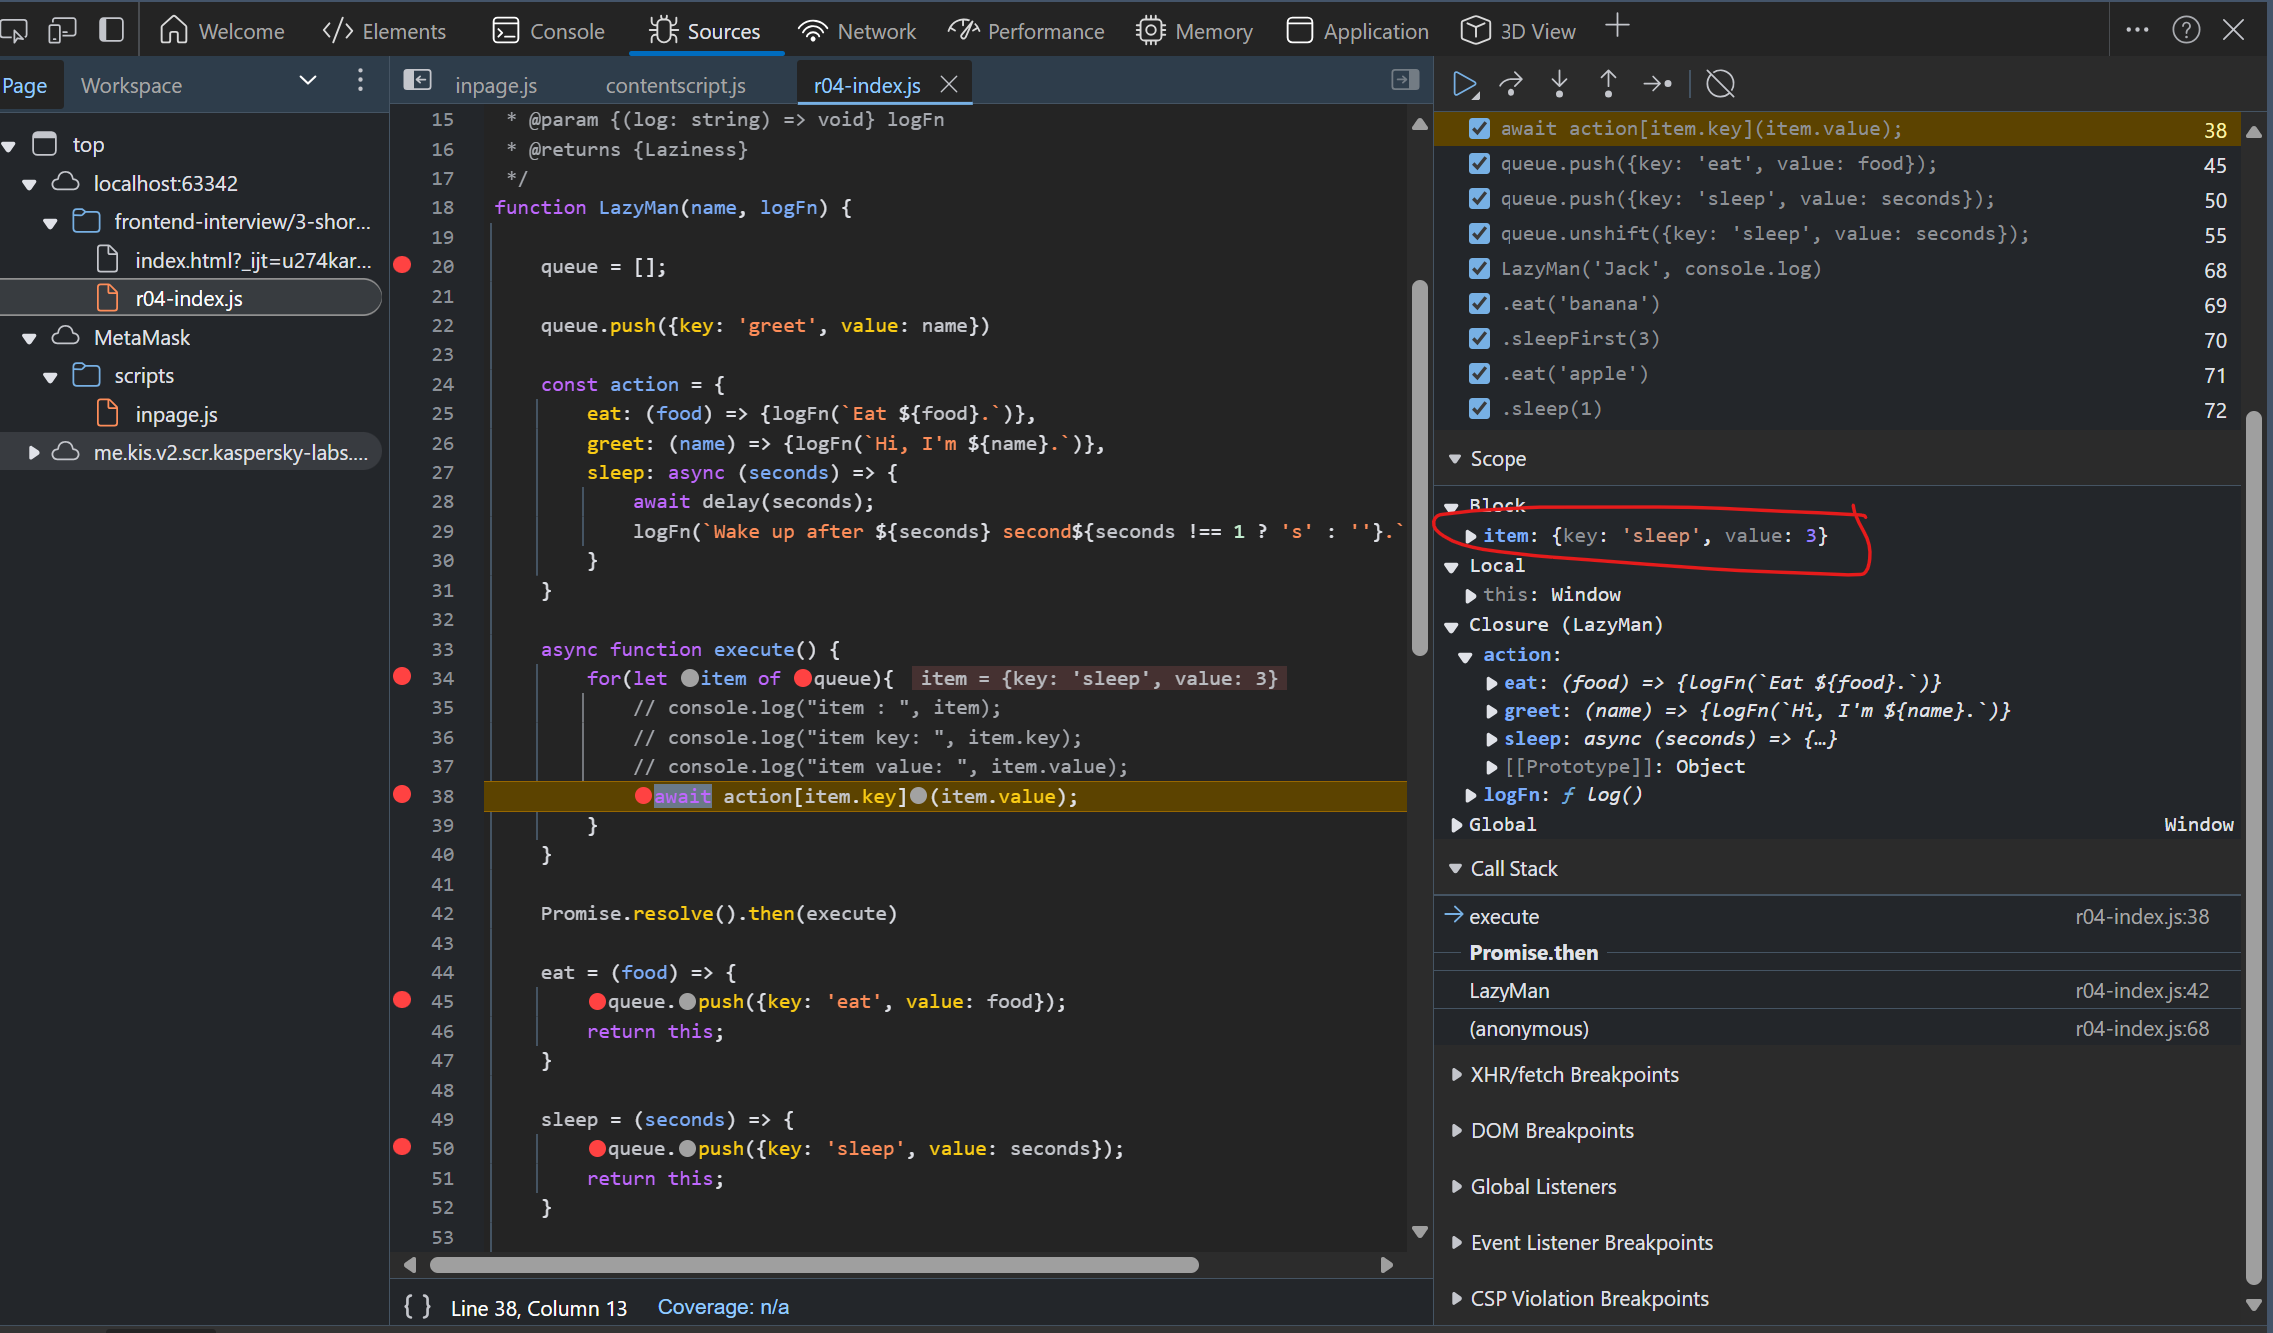 Welcome
</> Elements
Console
Sources
Network
Performance
Memory
Application
3D View
Page
Workspace
top
localhost:63342
frontend-interview/3-shor...
index.html?_ijt=u274kar...
r04-index.js
MetaMask
scripts
inpage.js
me.kis.v2.scr.kaspersky-labs....
inpage.js
contentscript.js
r04-index.js
15 * @param {(log: string) => void} logFn
16 * @returns {Laziness}
17 */
18 function LazyMan(name, logFn) {
19
20 queue = [];
21
22 queue.push({key: 'greet', value: name})
23
24 const action = {
25 eat: (food) => {logFn(`Eat ${food}.`)},
26 greet: (name) => {logFn(`Hi, I'm ${name}.`)},
27 sleep: async (seconds) => {
28 await delay(seconds);
29 logFn(`Wake up after ${seconds} second${seconds !== 1 ? 's' : ''}.`
30 }
31 }
32
33 async function execute() {
34 for(let item of queue){ item = {key: 'sleep', value: 3}
35 // console.log("item : ", item);
36 // console.log("item key: ", item.key);
37 // console.log("item value: ", item.value);
38 await action[item.key](item.value);
39 }
40 }
41
42 Promise.resolve().then(execute)
43
44 eat = (food) => {
45 queue.push({key: 'eat', value: food});
46 return this;
47 }
48
49 sleep = (seconds) => {
50 queue.push({key: 'sleep', value: seconds});
51 return this;
52 }
53
{ } Line 38, Column 13 Coverage: n/a
await action[item.key](item.value); 38
queue.push({key: 'eat', value: food}); 45
queue.push({key: 'sleep', value: seconds}); 50
queue.unshift({key: 'sleep', value: seconds}); 55
LazyMan('Jack', console.log) 68
.eat('banana') 69
.sleepFirst(3) 70
.eat('apple') 71
.sleep(1) 72
Scope
Block
item: {key: 'sleep', value: 3}
Local
this: Window
Closure (LazyMan)
action:
eat: (food) => {logFn(`Eat ${food}.`)}
greet: (name) => {logFn(`Hi, I'm ${name}.`)}
sleep: async (seconds) => {…}
[[Prototype]]: Object
logFn: ƒ log()
Global Window
Call Stack
execute r04-index.js:38
Promise.then
LazyMan r04-index.js:42
(anonymous) r04-index.js:68
XHR/fetch Breakpoints
DOM Breakpoints
Global Listeners
Event Listener Breakpoints
CSP Violation Breakpoints